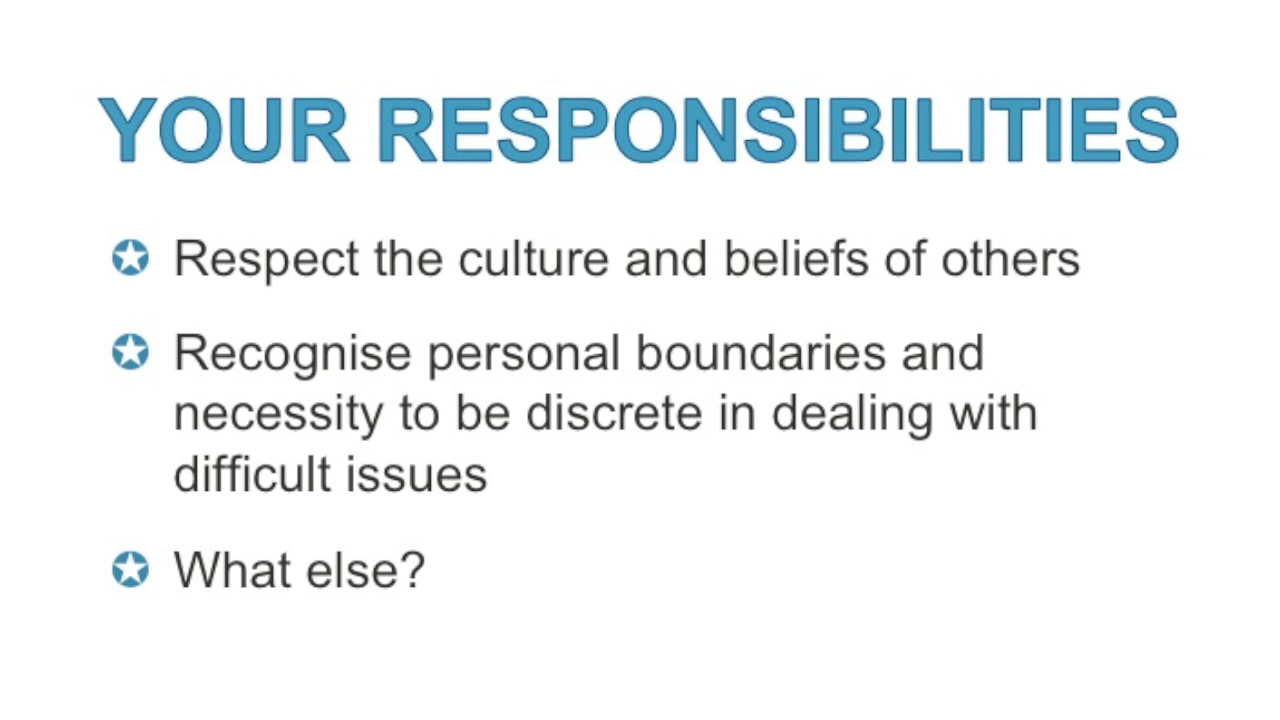 YOUR RESPONSIBILITIES
Respect the culture and beliefs of others
Recognise personal boundaries and
necessity to be discrete in dealing with
difficult issues
What else?